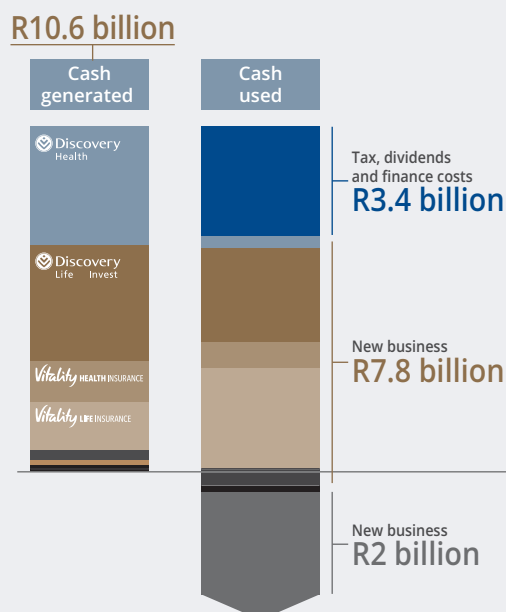 R10.6 billion
Cash
generated
Cash
used
Discovery
Health
Tax, dividends
and finance costs
R3.4 billion
Discovery
Life Invest
New business
R7.8 billion
Vitality HEALTH INSURANCE
Vitality LIFE INSURANCE
New business
R2 billion